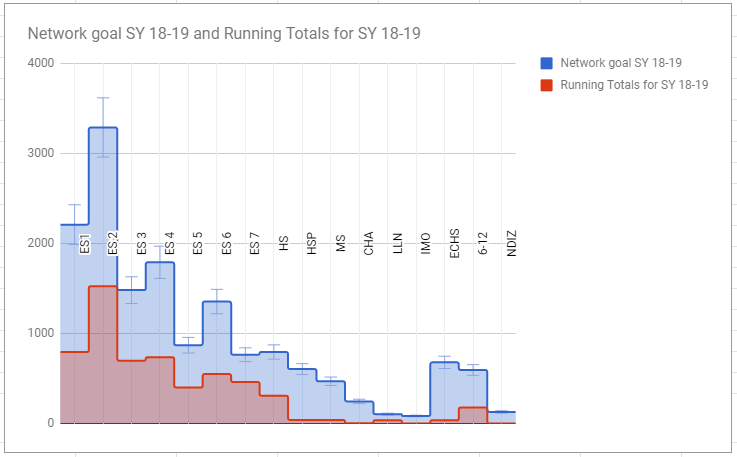 Network goal SY 18-19 and Running Totals for SY 18-19
Network goal SY 18-19
Running Totals for SY 18-19
4000
3000
2000
1000
0
ES1
ES 2
ES 3
ES 4
ES 5
ES 6
ES 7
HS
HSP
MS
CHA
LLN
IMO
ECHS
6-12
NDIZ